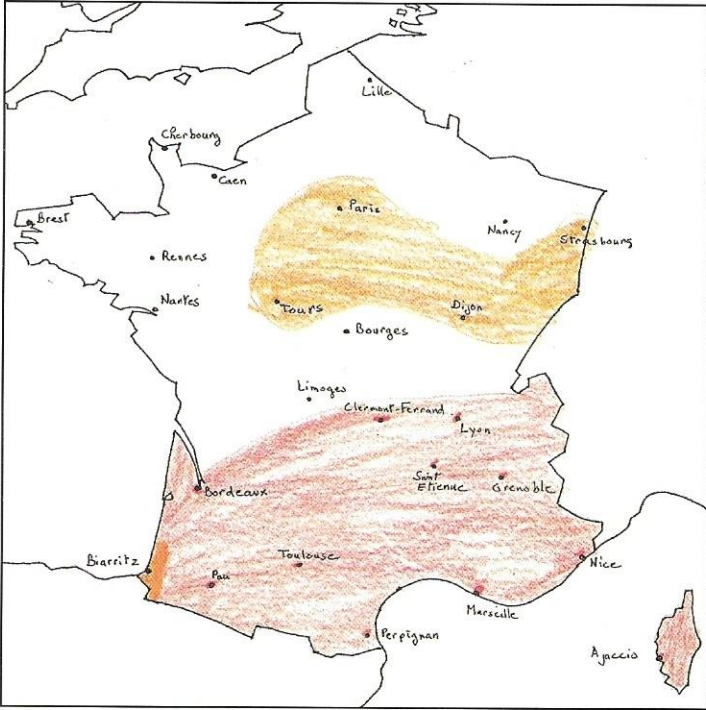 Lille
Cherbourg
Caen
Paris
Brest
Nancy
Strasbourg
Rennes
Nantes
Tours
Dijon
Bourges
Limoges
Clermont-Ferrand
Lyon
Saint
Etienne
Grenoble
Bordeaux
Biarritz
Toulouse
Nice
Pau
Marseille
Perpignan
Ajaccio